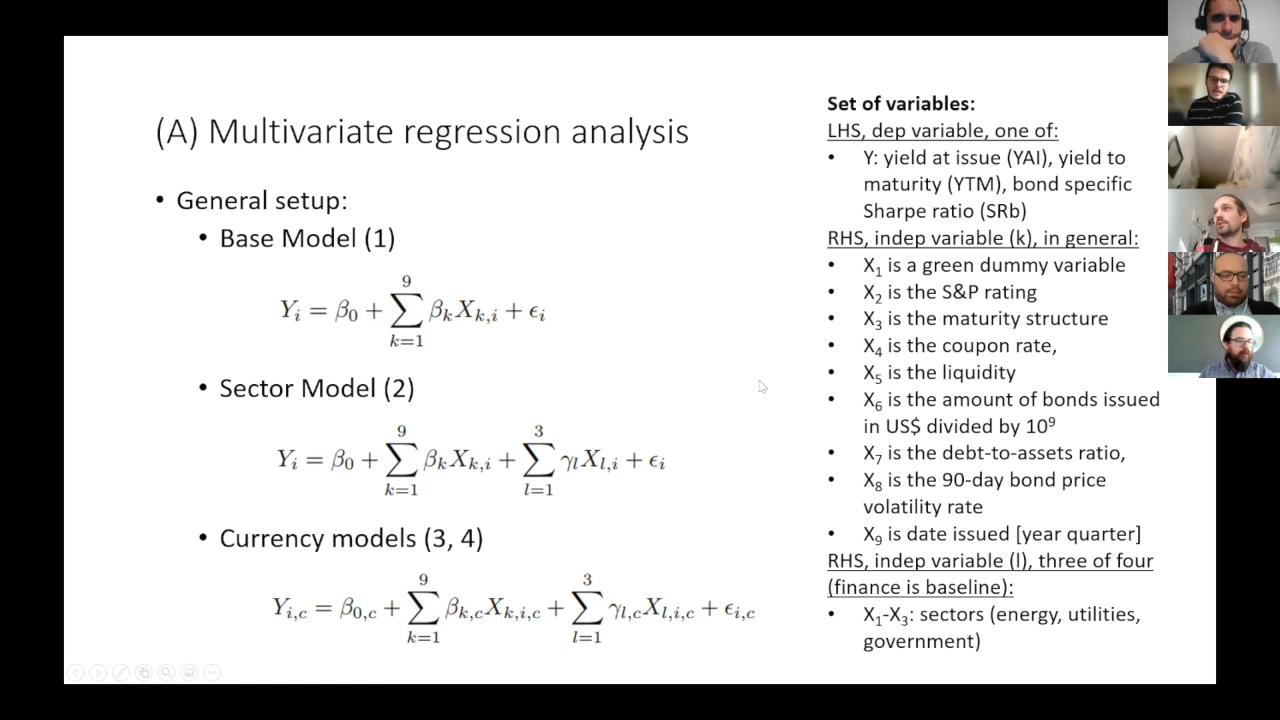 (A) Multivariate regression analysis
• General setup:
• Base Model (1)
Y_i = β_0 + ∑_{k=1}^{9} β_k X_{k,i} + ϵ_i
• Sector Model (2)
Y_i = β_0 + ∑_{k=1}^{9} β_k X_{k,i} + ∑_{l=1}^{3} γ_l X_{l,i} + ϵ_i
• Currency models (3, 4)
Y_{i,c} = β_{0,c} + ∑_{k=1}^{9} β_{k,c} X_{k,i,c} + ∑_{l=1}^{3} γ_{l,c} X_{l,i,c} + ϵ_{i,c}
Set of variables:
LHS, dep variable, one of:
• Y: yield at issue (YAI), yield to
maturity (YTM), bond specific
Sharpe ratio (SRb)
RHS, indep variable (k), in general:
• X₁ is a green dummy variable
• X₂ is the S&P rating
• X₃ is the maturity structure
• X₄ is the coupon rate,
• X₅ is the liquidity
• X₆ is the amount of bonds issued
in US$ divided by 10⁹
• X₇ is the debt-to-assets ratio,
• X₈ is the 90-day bond price
volatility rate
• X₉ is date issued [year quarter]
RHS, indep variable (l), three of four
(finance is baseline):
• X₁-X₃: sectors (energy, utilities,
government)